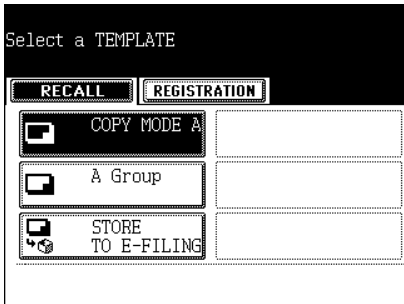 Select a TEMPLATE
RECALL
REGISTRATION
COPY MODE A
A Group
STORE
TO E-FILING